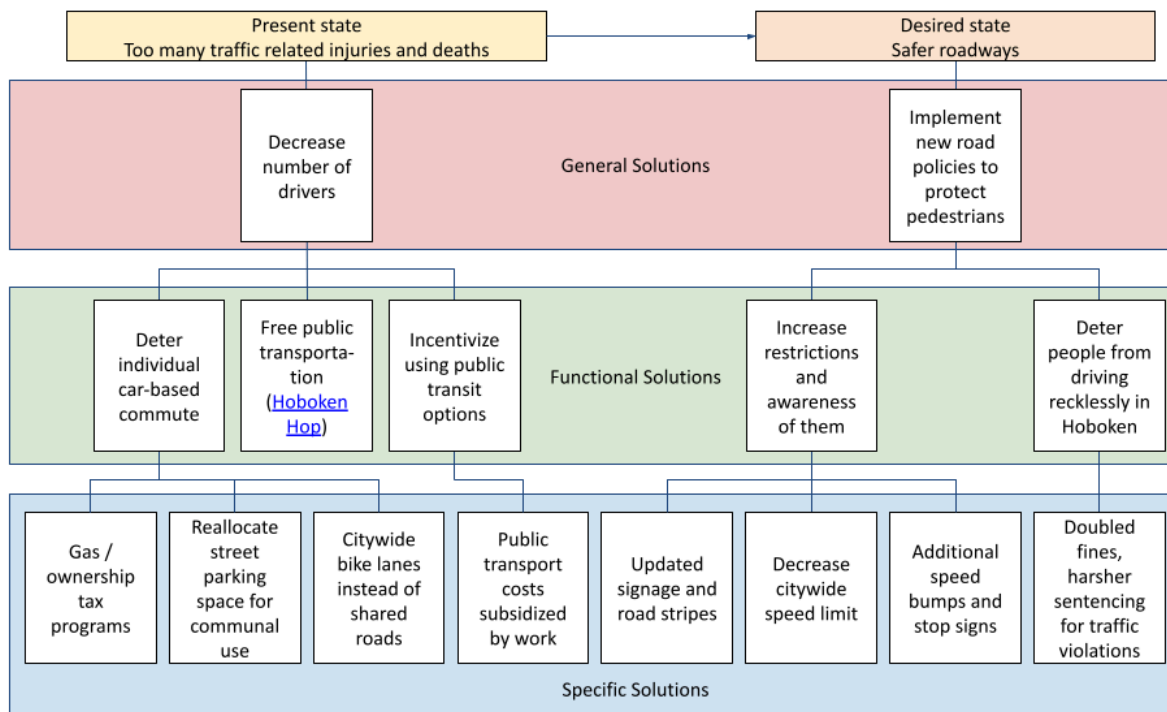 Present state
Too many traffic related injuries and deaths
Desired state
Safer roadways
Decrease
number of
drivers
General Solutions
Implement
new road
policies to
protect
pedestrians
Deter
individual
car-based
commute
Free public
transporta-
tion
(Hoboken
Hop)
Incentivize
using public
transit
options
Functional Solutions
Increase
restrictions
and
awareness
of them
Deter
people from
driving
recklessly in
Hoboken
Gas /
ownership
tax
programs
Reallocate
street
parking
space for
communal
use
Citywide
bike lanes
instead of
shared
roads
Public
transport
costs
subsidized
by work
Updated
signage and
road stripes
Decrease
citywide
speed limit
Additional
speed
bumps and
stop signs
Doubled
fines,
harsher
sentencing
for traffic
violations
Specific Solutions